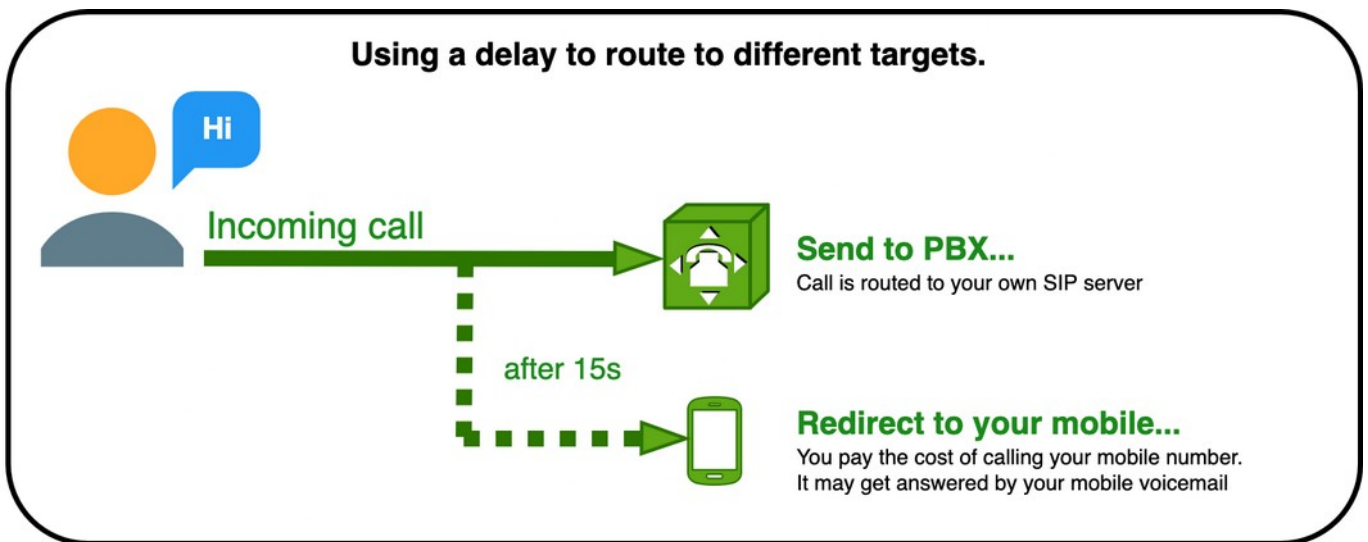 Using a delay to route to different targets.
Hi
Incoming call
Send to PBX...
Call is routed to your own SIP server
after 15s
Redirect to your mobile...
You pay the cost of calling your mobile number.
It may get answered by your mobile voicemail